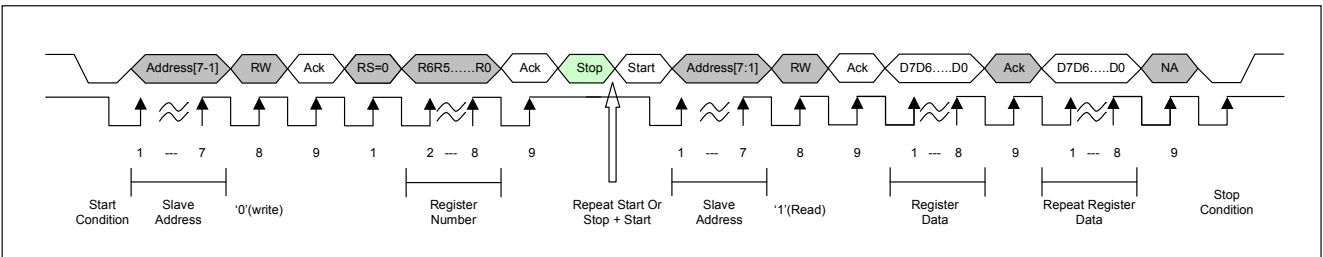 Address[7-1] RW Ack RS=0 R6R5......R0 Ack Stop Start Address[7:1] RW Ack D7D6.....D0 Ack D7D6.....D0 NA
1 --- 7 8 9 1 2 --- 8 9 1 --- 7 8 9 1 --- 8 9 1 --- 8 9
Start
Condition
Slave
Address
‘0’(write)
Register
Number
Repeat Start Or
Stop + Start
Slave
Address
‘1’(Read)
Register
Data
Repeat Register
Data
Stop
Condition